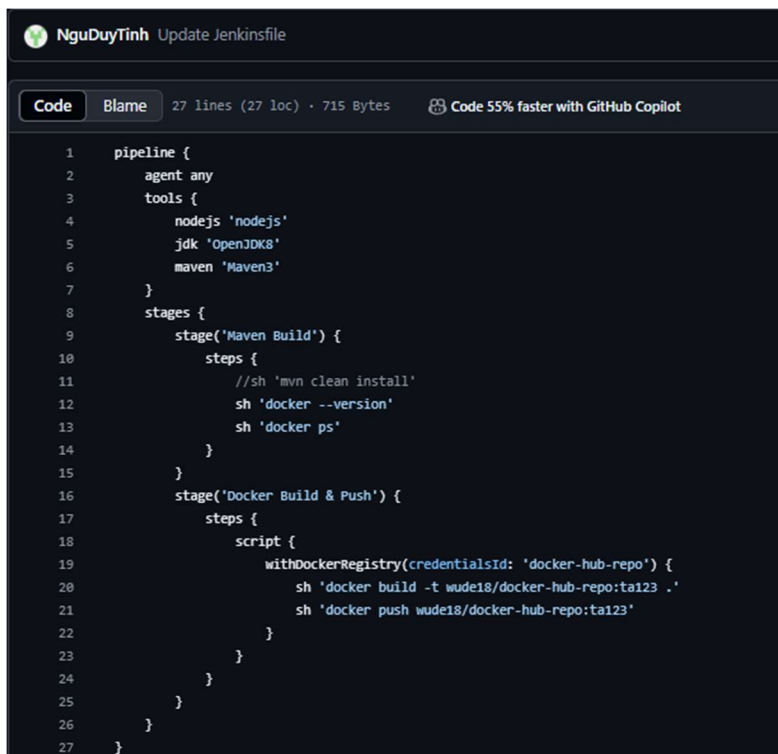 NguDuyTinh Update Jenkinsfile
Code Blame 27 lines (27 loc) · 715 Bytes Code 55% faster with GitHub Copilot
1 pipeline {
2     agent any
3     tools {
4         nodejs 'nodejs'
5         jdk 'OpenJDK8'
6         maven 'Maven3'
7     }
8     stages {
9         stage('Maven Build') {
10             steps {
11                 //sh 'mvn clean install'
12                 sh 'docker --version'
13                 sh 'docker ps'
14             }
15         }
16         stage('Docker Build & Push') {
17             steps {
18                 script {
19                     withDockerRegistry(credentialsId: 'docker-hub-repo') {
20                         sh 'docker build -t wude18/docker-hub-repo:ta123 .'
21                         sh 'docker push wude18/docker-hub-repo:ta123'
22                     }
23                 }
24             }
25         }
26     }
27 }